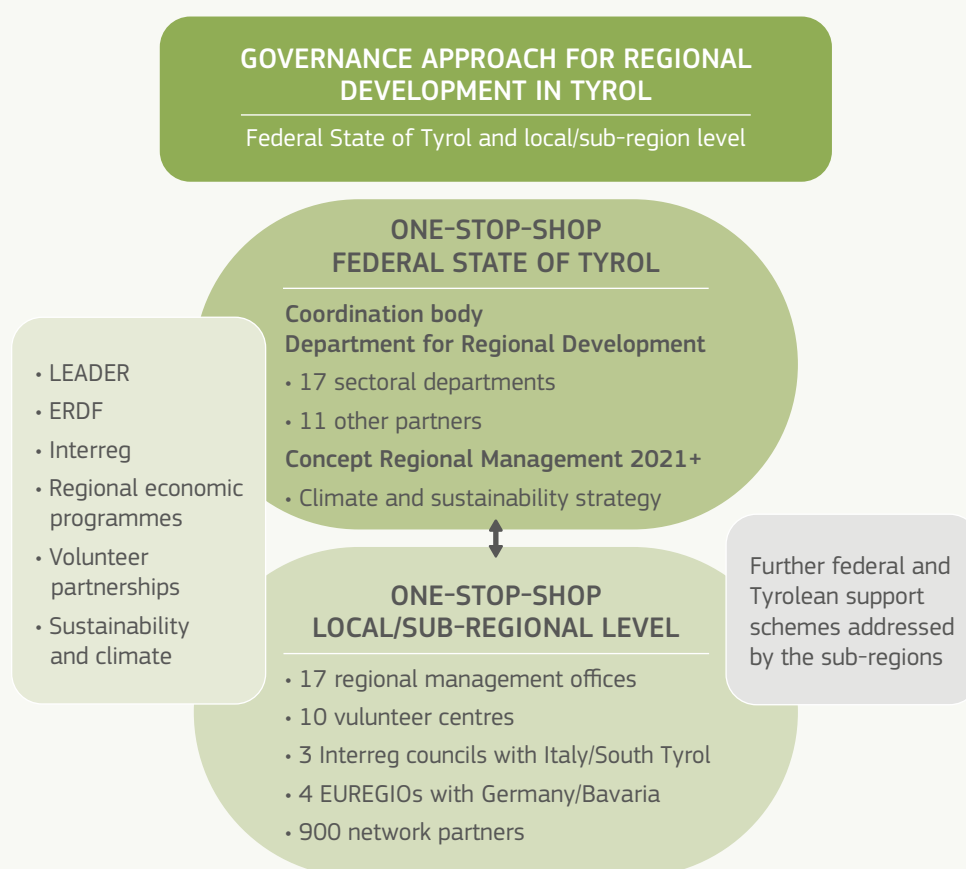 GOVERNANCE APPROACH FOR REGIONAL
DEVELOPMENT IN TYROL
Federal State of Tyrol and local/sub-region level
ONE-STOP-SHOP
FEDERAL STATE OF TYROL
Coordination body
Department for Regional Development
• 17 sectoral departments
• 11 other partners
Concept Regional Management 2021+
• Climate and sustainability strategy
• LEADER
• ERDF
• Interreg
• Regional economic
programmes
• Volunteer
partnerships
• Sustainability
and climate
Further federal and
Tyrolean support
schemes addressed
by the sub-regions
ONE-STOP-SHOP
LOCAL/SUB-REGIONAL LEVEL
• 17 regional management offices
• 10 vulunteer centres
• 3 Interreg councils with Italy/South Tyrol
• 4 EUREGIOs with Germany/Bavaria
• 900 network partners